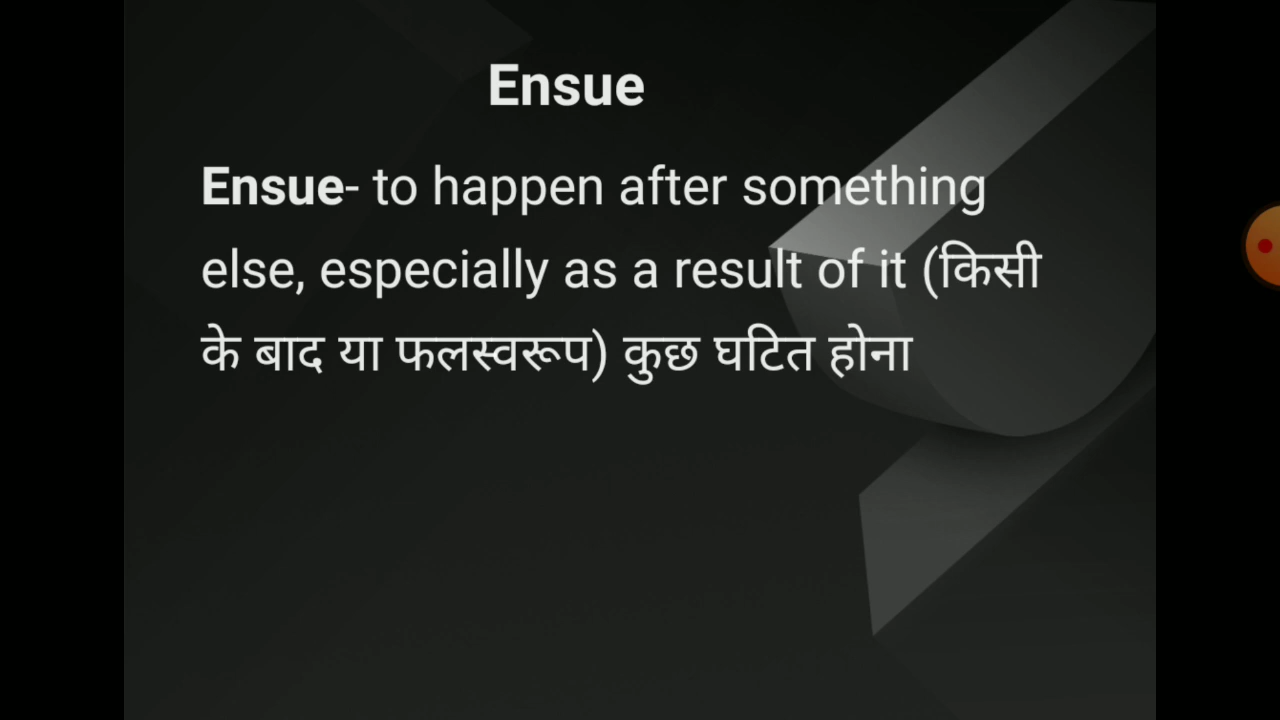 Ensue
Ensue- to happen after something
else, especially as a result of it (किसी
के बाद या फलस्वरूप) कुछ घटित होना